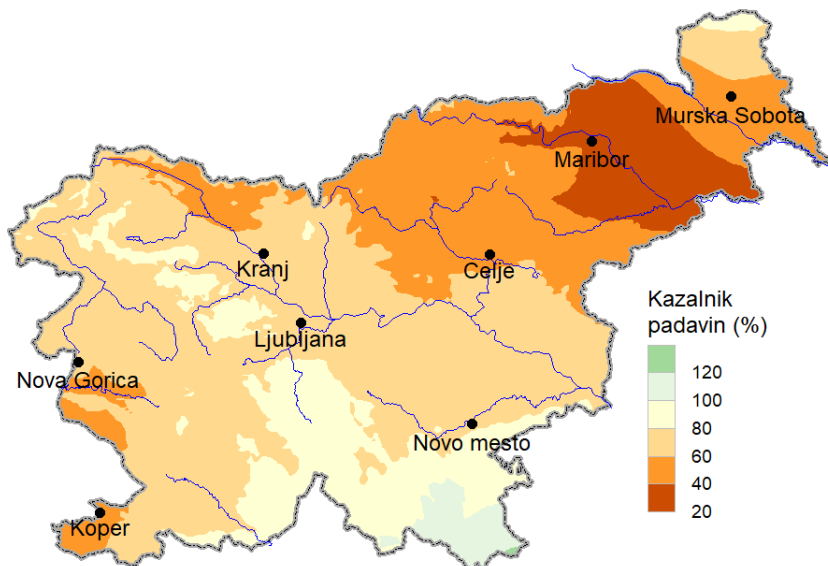 Murska Sobota
Maribor
Kranj
Celje
Ljubljana
Nova Gorica
Novo mesto
Koper
Kazalnik
padavin (%)
120
100
80
60
40
20